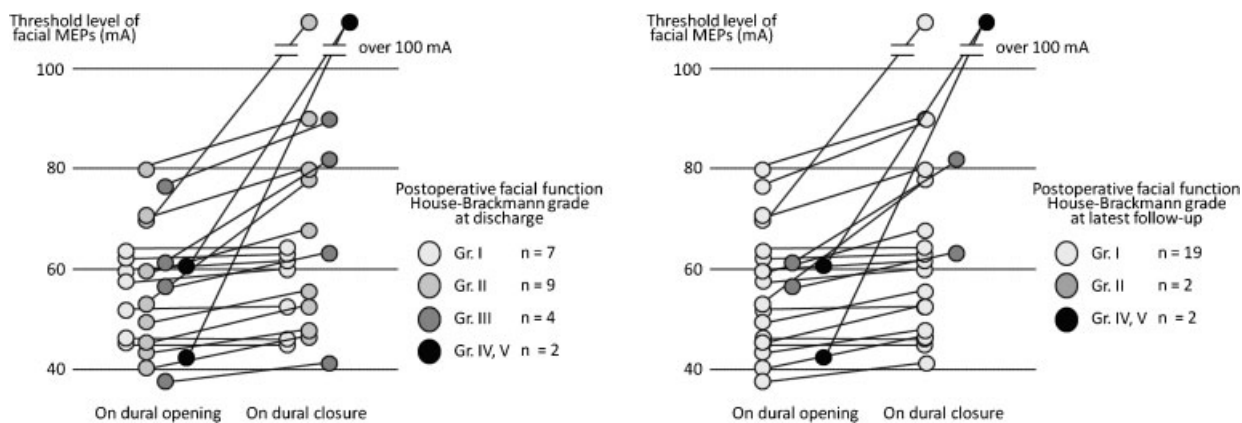 Threshold level of
facial MEPs (mA)
over 100 mA
100
80
60
40
On dural opening
On dural closure
Postoperative facial function
House-Brackmann grade
at discharge
Gr. I n = 7
Gr. II n = 9
Gr. III n = 4
Gr. IV, V n = 2
Threshold level of
facial MEPs (mA)
over 100 mA
100
80
60
40
On dural opening
On dural closure
Postoperative facial function
House-Brackmann grade
at latest follow-up
Gr. I n = 19
Gr. II n = 2
Gr. IV, V n = 2